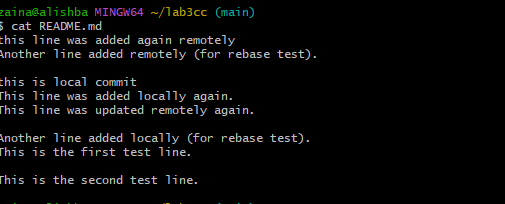 zaina@alishba MINGW64 ~/lab3cc (main)
$ cat README.md
this line was added again remotely
Another line added remotely (for rebase test).
this is local commit
This line was added locally again.
This line was updated remotely again.
Another line added locally (for rebase test).
This is the first test line.
This is the second test line.